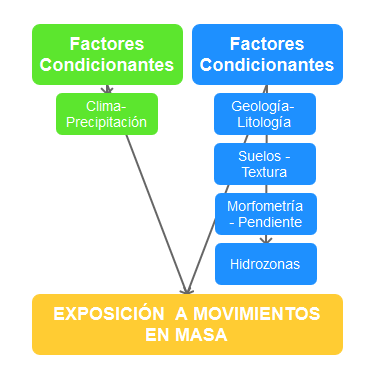 Factores
Condicionantes
Factores
Condicionantes
Clima-
Precipitación
Geología-
Litología
Suelos -
Textura
Morfometría
- Pendiente
Hidrozonas
EXPOSICIÓN A MOVIMIENTOS
EN MASA